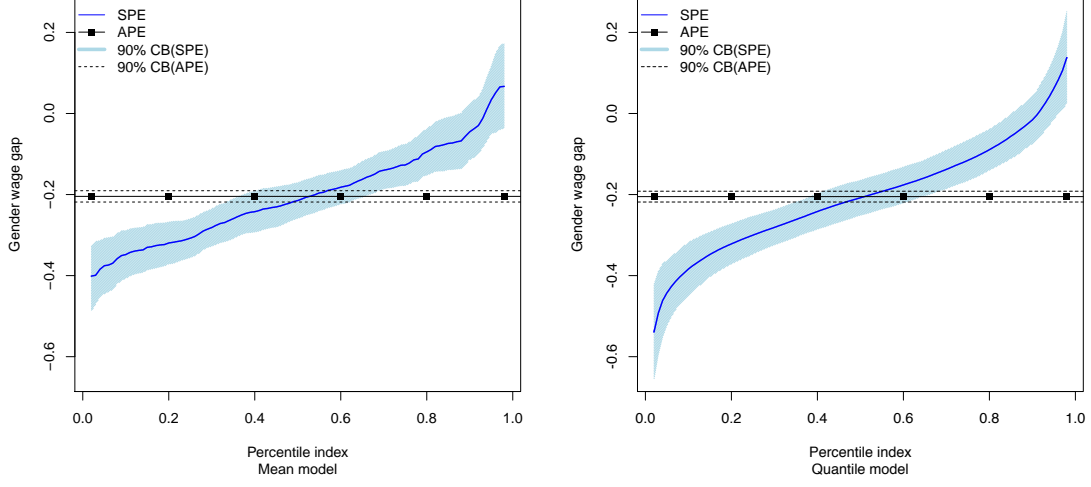 SPE
APE
90% CB(SPE)
90% CB(APE)
Gender wage gap
0.2
0.0
-0.2
-0.4
-0.6
0.0 0.2 0.4 0.6 0.8 1.0
Percentile index
Mean model
SPE
APE
90% CB(SPE)
90% CB(APE)
Gender wage gap
0.2
0.0
-0.2
-0.4
-0.6
0.0 0.2 0.4 0.6 0.8 1.0
Percentile index
Quantile model